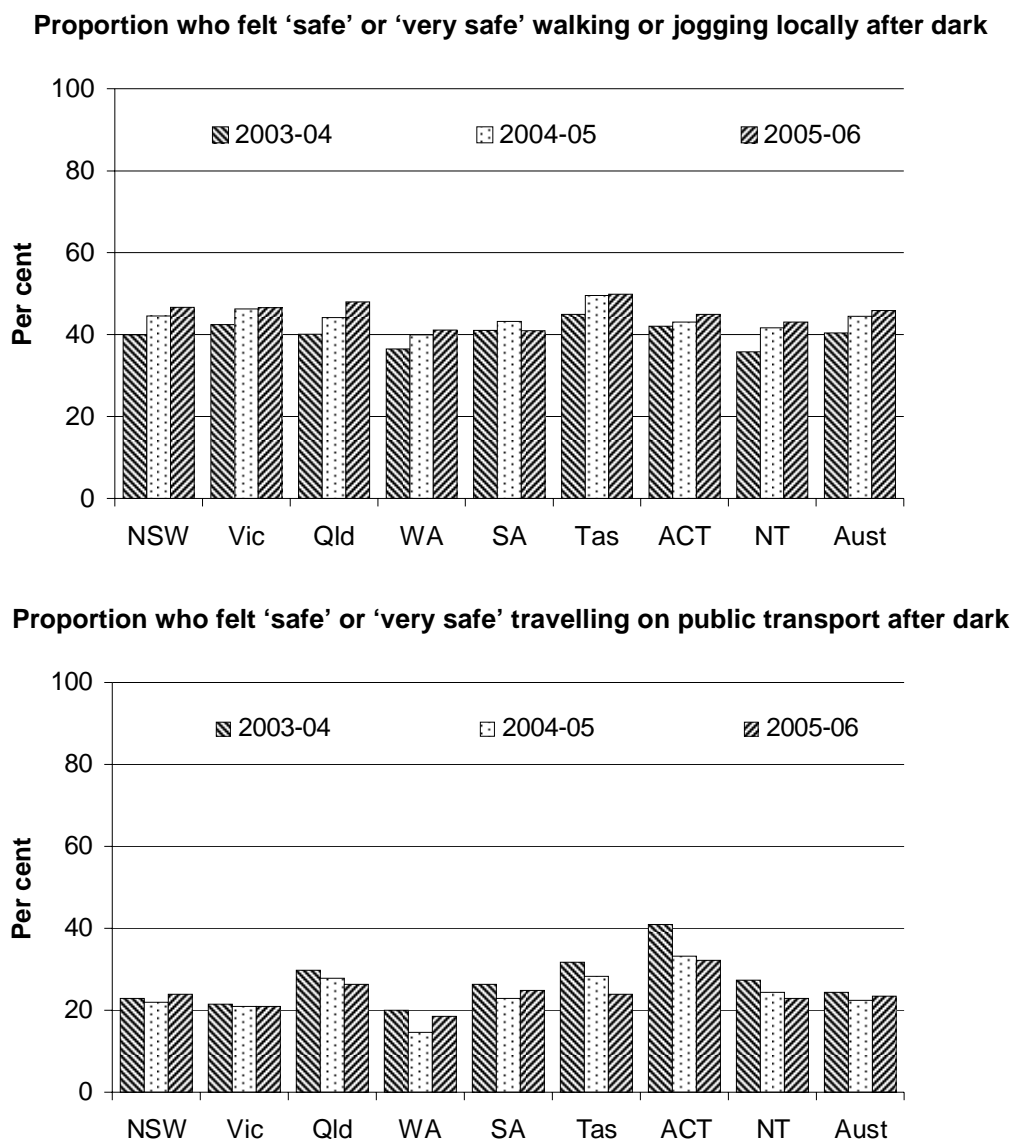 Proportion who felt ‘safe’ or ‘very safe’ walking or jogging locally after dark
100
2003-04 2004-05 2005-06
80
60
40
20
0
Per cent
NSW Vic Qld WA SA Tas ACT NT Aust
Proportion who felt ‘safe’ or ‘very safe’ travelling on public transport after dark
100
2003-04 2004-05 2005-06
80
60
40
20
0
Per cent
NSW Vic Qld WA SA Tas ACT NT Aust